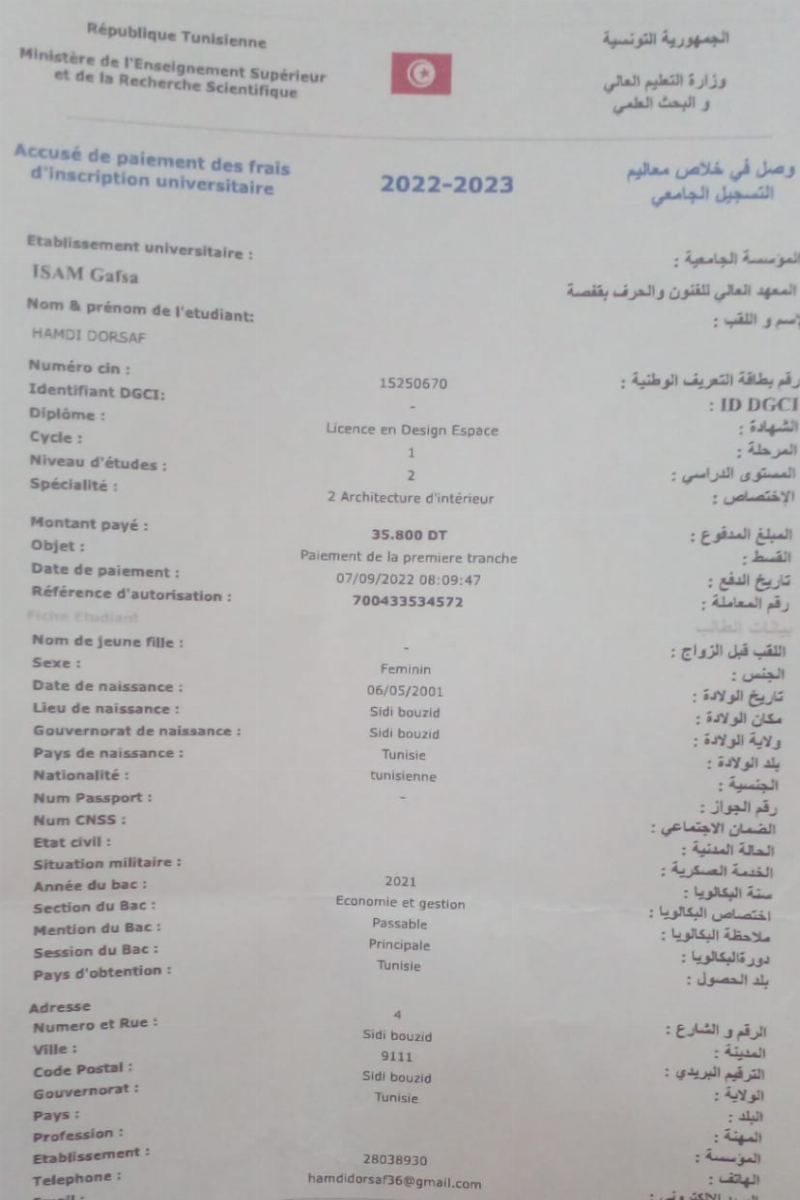 République Tunisienne
الجمهورية التونسية
Ministère de l'Enseignement Supérieur
et de la Recherche Scientifique
وزارة التعليم العالي
و البحث العلمي
Accusé de paiement des frais
d'inscription universitaire
2022-2023
وصل في خلاص معاليم
التسجيل الجامعي
Etablissement universitaire :
المؤسسة الجامعية :
ISAM Gafsa
المعهد العالي للفنون والحرف بقفصة
Nom & prénom de l'etudiant:
الإسم و اللقب :
HAMDI DORSAF
Numéro cin : 15250670 رقم بطاقة التعريف الوطنية :
Identifiant DGCI: - ID DGCI :
Diplôme : Licence en Design Espace الشهادة :
Cycle : 1 المرحلة :
Niveau d'études : 2 المستوى الدراسي :
Spécialité : 2 Architecture d'intérieur الإختصاص :
Montant payé : 35.800 DT المبلغ المدفوع :
Objet : Paiement de la premiere tranche القسط :
Date de paiement : 07/09/2022 08:09:47 تاريخ الدفع :
Référence d'autorisation : 700433534572 رقم المعاملة :
Fiche Etudiant بيانات الطالب
Nom de jeune fille : - اللقب قبل الزواج :
Sexe : Feminin الجنس :
Date de naissance : 06/05/2001 تاريخ الولادة :
Lieu de naissance : Sidi bouzid مكان الولادة :
Gouvernorat de naissance : Sidi bouzid ولاية الولادة :
Pays de naissance : Tunisie بلد الولادة :
Nationalité : tunisienne الجنسية :
Num Passport : - رقم الجواز :
Num CNSS : الضمان الاجتماعي :
Etat civil : الحالة المدنية :
Situation militaire : الخدمة العسكرية :
Année du bac : 2021 سنة البكالويا :
Section du Bac : Economie et gestion اختصاص البكالويا :
Mention du Bac : Passable ملاحظة البكالويا :
Session du Bac : Principale دورةالبكالويا :
Pays d'obtention : Tunisie بلد الحصول :
Adresse
Numero et Rue : 4 الرقم و الشارع :
Ville : Sidi bouzid المدينة :
Code Postal : 9111 الترقيم البريدي :
Gouvernorat : Sidi bouzid الولاية :
Pays : Tunisie البلد :
Profession : المهنة :
Etablissement : المؤسسة :
Telephone : 28038930 الهاتف :
Email : hamdidorsaf36@gmail.com